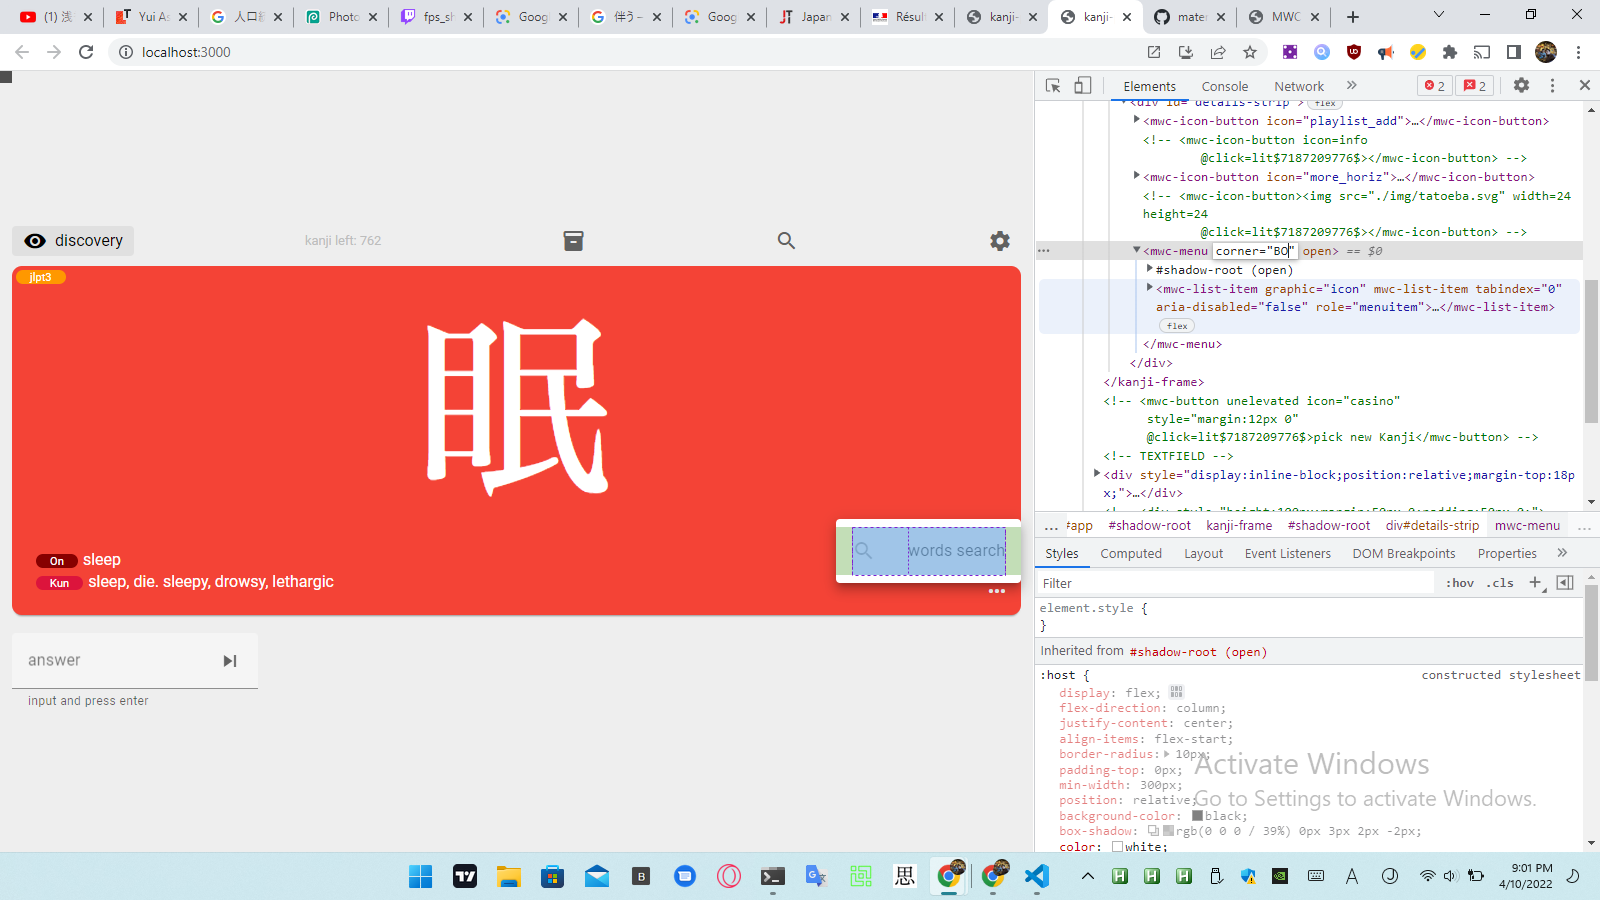 (1) 浅
Yui As
人口統
Photo
fps_sh
Googl
伴う –
Goog
Japan
Résult
kanji-
kanji-
mater
MWC
localhost:3000
discovery
kanji left: 762
jlpt3
眠
On sleep
Kun sleep, die. sleepy, drowsy, lethargic
words search
answer
input and press enter
Elements
Console
Network
2
2
<div id="details-strip"> flex
<mwc-icon-button icon="playlist_add">…</mwc-icon-button>
<!-- <mwc-icon-button icon=info
@click=lit$7187209776$></mwc-icon-button> -->
<mwc-icon-button icon="more_horiz">…</mwc-icon-button>
<!-- <mwc-icon-button><img src="./img/tatoeba.svg" width=24
height=24
@click=lit$7187209776$></mwc-icon-button> -->
<mwc-menu corner="BO" open> == $0
#shadow-root (open)
<mwc-list-item graphic="icon" mwc-list-item tabindex="0"
aria-disabled="false" role="menuitem">…</mwc-list-item>
flex
</mwc-menu>
</div>
</kanji-frame>
<!-- <mwc-button unelevated icon="casino"
style="margin:12px 0"
@click=lit$7187209776$>pick new Kanji</mwc-button> -->
<!-- TEXTFIELD -->
<div style="display:inline-block;position:relative;margin-top:18p
x;">…</div>
… #app #shadow-root kanji-frame #shadow-root div#details-strip mwc-menu …
Styles Computed Layout Event Listeners DOM Breakpoints Properties
Filter
:hov .cls
element.style {
}
Inherited from #shadow-root (open)
:host {
constructed stylesheet
display: flex;
flex-direction: column;
justify-content: center;
align-items: flex-start;
border-radius: 10px;
padding-top: 0px;
min-width: 300px;
position: relative;
background-color: black;
box-shadow: rgb(0 0 0 / 39%) 0px 3px 2px -2px;
color: white;
Activate Windows
Go to Settings to activate Windows.
思
9:01 PM
4/10/2022